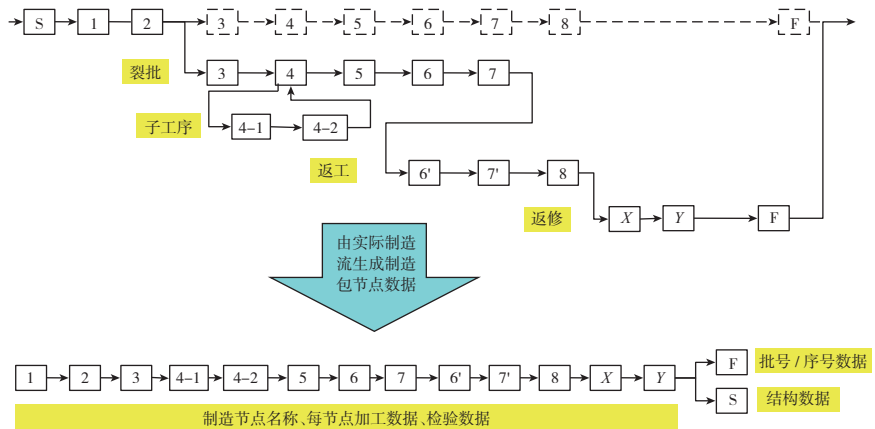 S 1 2 3 4 5 6 7 8 F
裂批 3 4 5 6 7
子工序 4-1 4-2
返工 6' 7' 8
返修 X Y F
由实际制造
流生成制造
包节点数据
1 2 3 4-1 4-2 5 6 7 6' 7' 8 X Y
F 批号/序号数据
S 结构数据
制造节点名称、每节点加工数据、检验数据